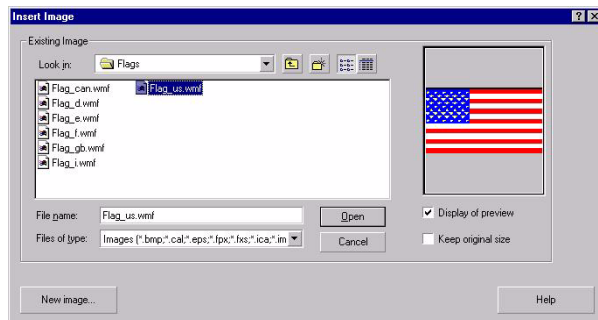 Insert Image
Existing Image
Look in: Flags
Flag_can.wmf Flag_us.wmf
Flag_d.wmf
Flag_e.wmf
Flag_f.wmf
Flag_gb.wmf
Flag_i.wmf
File name: Flag_us.wmf Open
Files of type: Images (*.bmp;*.cal;*.eps;*.fpx;*.fxs;*.ica;*.im Cancel
Display of preview
Keep original size
New image... Help